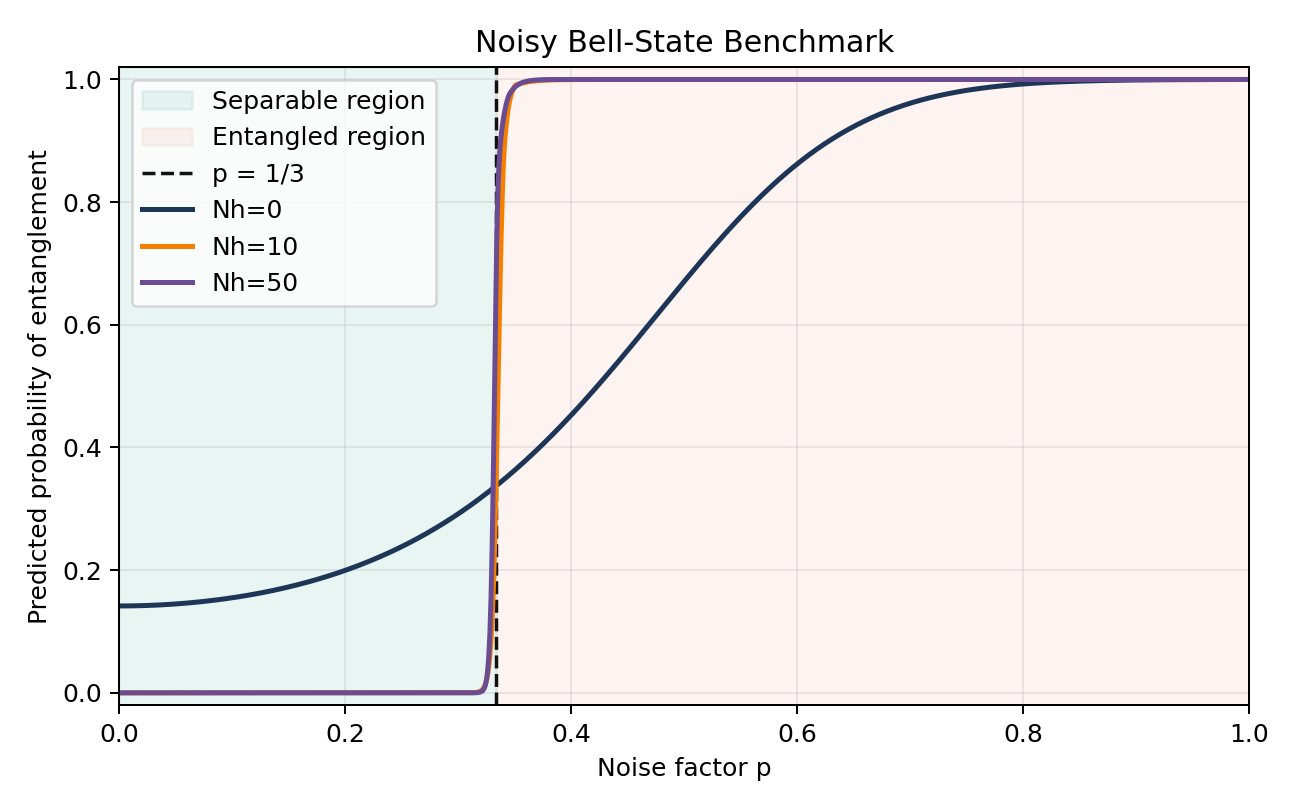 Noisy Bell-State Benchmark
Predicted probability of entanglement
1.0
0.8
0.6
0.4
0.2
0.0
Separable region
Entangled region
p = 1/3
Nh=0
Nh=10
Nh=50
0.0 0.2 0.4 0.6 0.8 1.0
Noise factor p